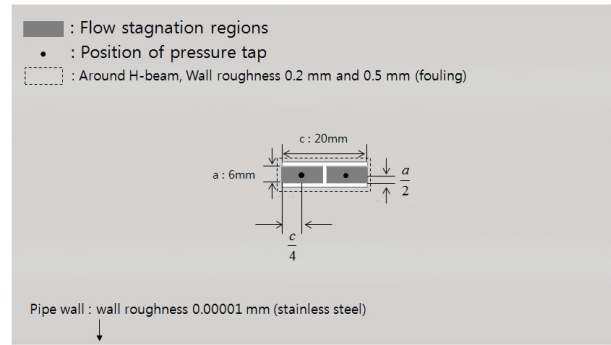 : Flow stagnation regions
: Position of pressure tap
: Around H-beam, Wall roughness 0.2 mm and 0.5 mm (fouling)
c : 20mm
a : 6mm
a
2
c
4
Pipe wall : wall roughness 0.00001 mm (stainless steel)